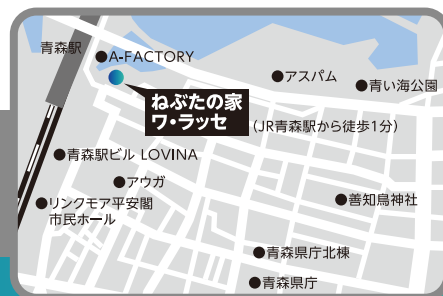 青森駅
●A-FACTORY
●アスパム
●青い海公園
ねぶたの家
ワ・ラッセ
(JR青森駅から徒歩1分)
●青森駅ビル LOVINA
●アウガ
●リンクモア平安閣
市民ホール
●善知鳥神社
●青森県庁北棟
●青森県庁